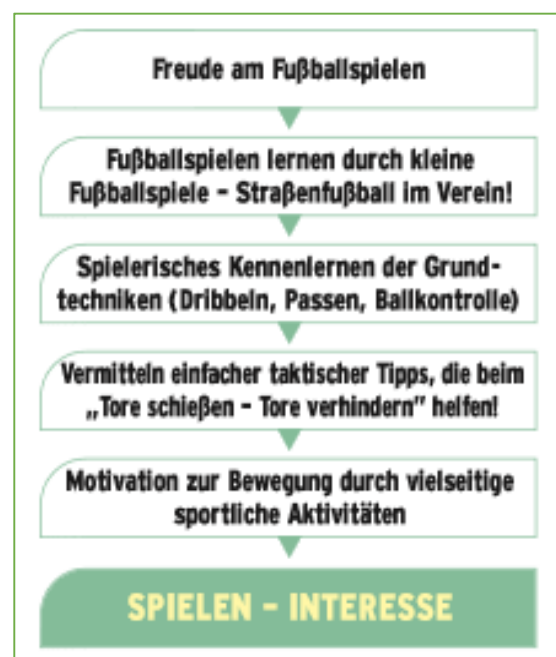 Freude am Fußballspielen
Fußballspielen lernen durch kleine
Fußballspiele – Straßenfußball im Verein!
Spielerisches Kennenlernen der Grund-
techniken (Dribbeln, Passen, Ballkontrolle)
Vermitteln einfacher taktischer Tipps, die beim
„Tore schießen – Tore verhindern” helfen!
Motivation zur Bewegung durch vielseitige
sportliche Aktivitäten
SPIELEN – INTERESSE